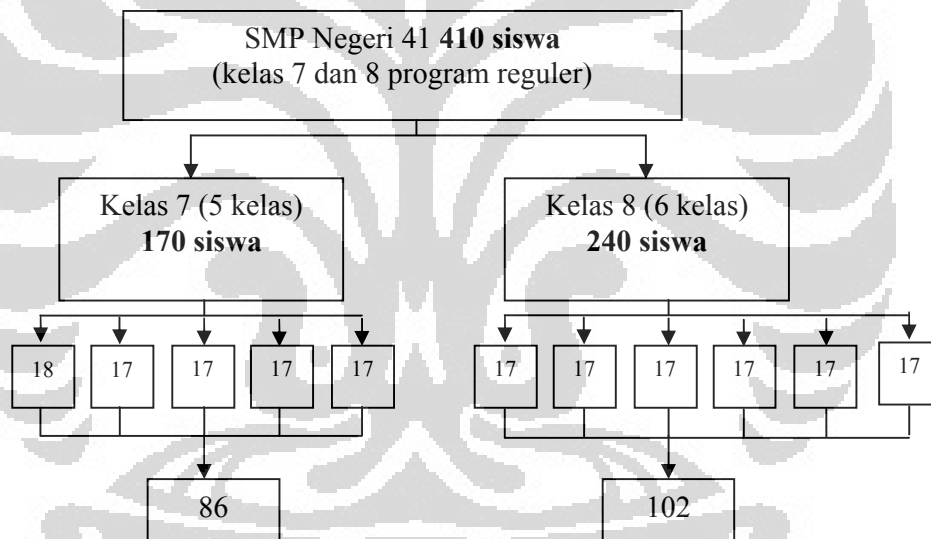 SMP Negeri 41 410 siswa
(kelas 7 dan 8 program reguler)
Kelas 7 (5 kelas)
170 siswa
Kelas 8 (6 kelas)
240 siswa
18 17 17 17 17
17 17 17 17 17 17
86
102